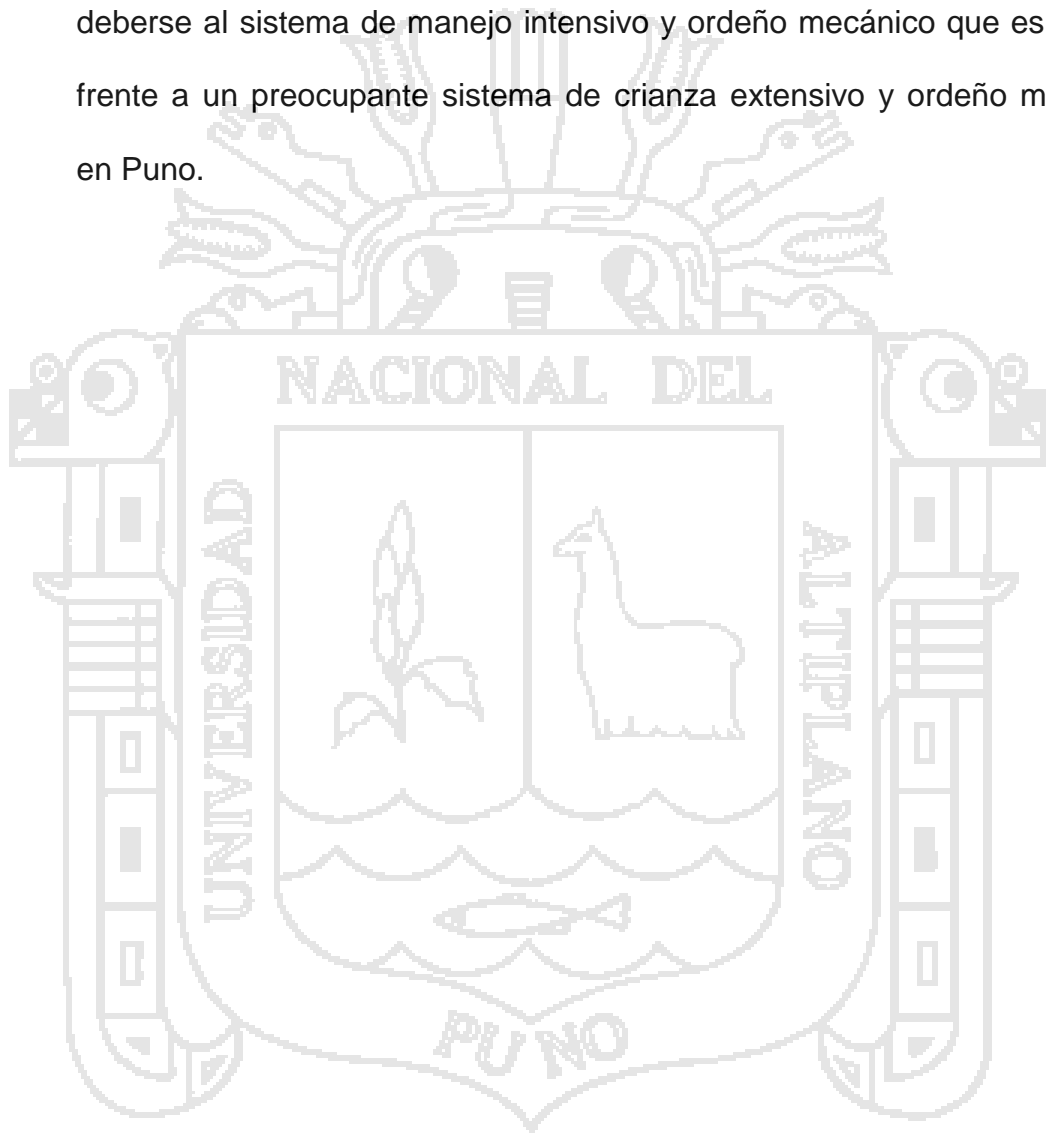 deberse al sistema de manejo intensivo y ordeño mecánico que es
frente a un preocupante sistema de crianza extensivo y ordeño m
en Puno.
NACIONAL DEL
UNIVERSIDAD
ALTIPLANO
PUNO